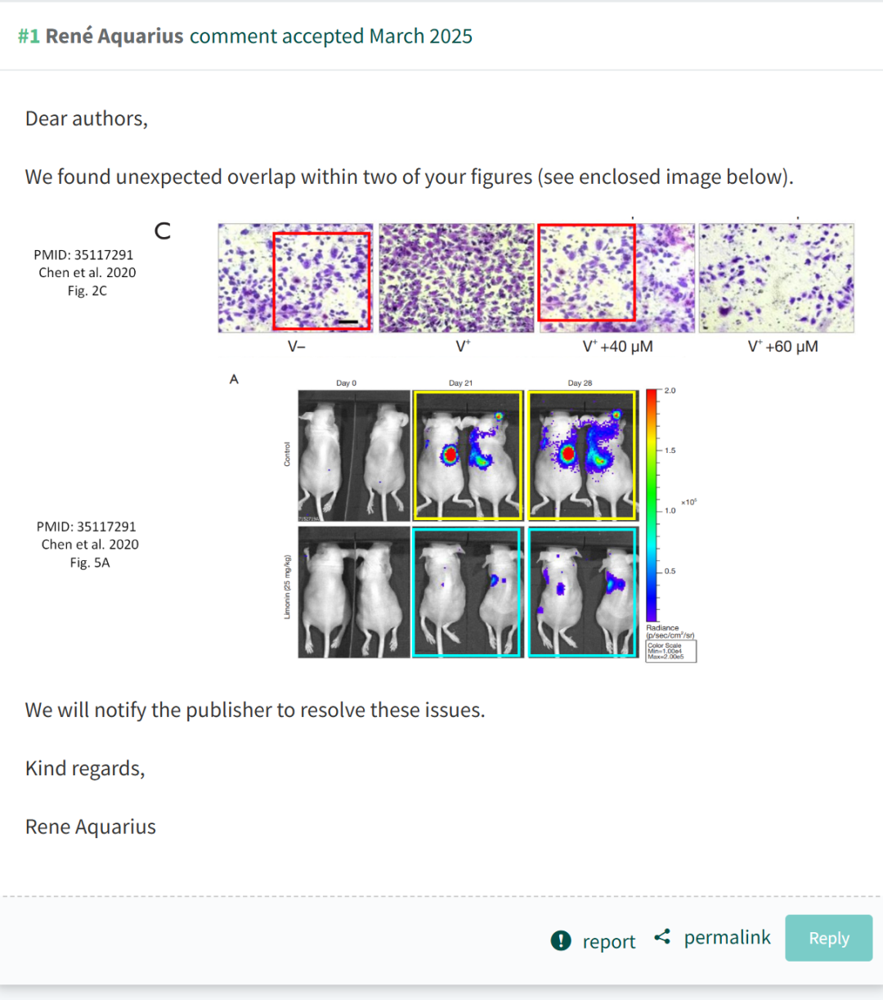 #1 René Aquarius comment accepted March 2025
Dear authors,
We found unexpected overlap within two of your figures (see enclosed image below).
C
PMID: 35117291
Chen et al. 2020
Fig. 2C
V–
V⁺
V⁺ +40 µM
V⁺ +60 µM
A
Day 0
Day 21
Day 28
Control
Limonin (25 mg/kg)
PMID: 35117291
Chen et al. 2020
Fig. 5A
2.0
1.5
1.0
×10⁵
0.5
Radiance
(p/sec/cm²/sr)
Color Scale
Min=1.00e4
Max=2.00e5
We will notify the publisher to resolve these issues.
Kind regards,
Rene Aquarius
report
permalink
Reply